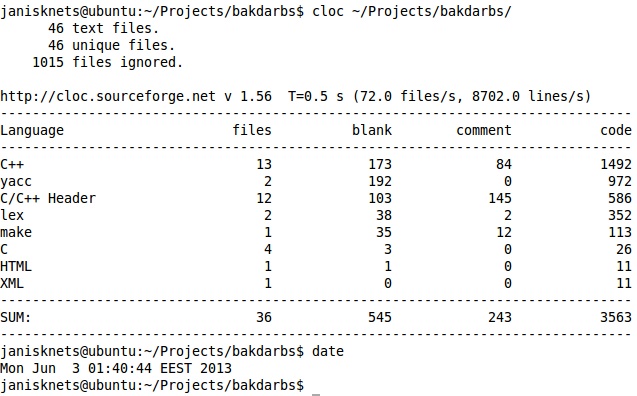 janisknets@ubuntu:~/Projects/bakdarbs$ cloc ~/Projects/bakdarbs/
      46 text files.
      46 unique files.
    1015 files ignored.

http://cloc.sourceforge.net v 1.56  T=0.5 s (72.0 files/s, 8702.0 lines/s)
-------------------------------------------------------------------------------
Language                     files          blank        comment           code
-------------------------------------------------------------------------------
C++                             13            173             84           1492
yacc                             2            192              0            972
C/C++ Header                    12            103            145            586
lex                              2             38              2            352
make                             1             35             12            113
C                                4              3              0             26
HTML                             1              1              0             11
XML                              1              0              0             11
-------------------------------------------------------------------------------
SUM:                            36            545            243           3563
-------------------------------------------------------------------------------
janisknets@ubuntu:~/Projects/bakdarbs$ date
Mon Jun  3 01:40:44 EEST 2013
janisknets@ubuntu:~/Projects/bakdarbs$ _